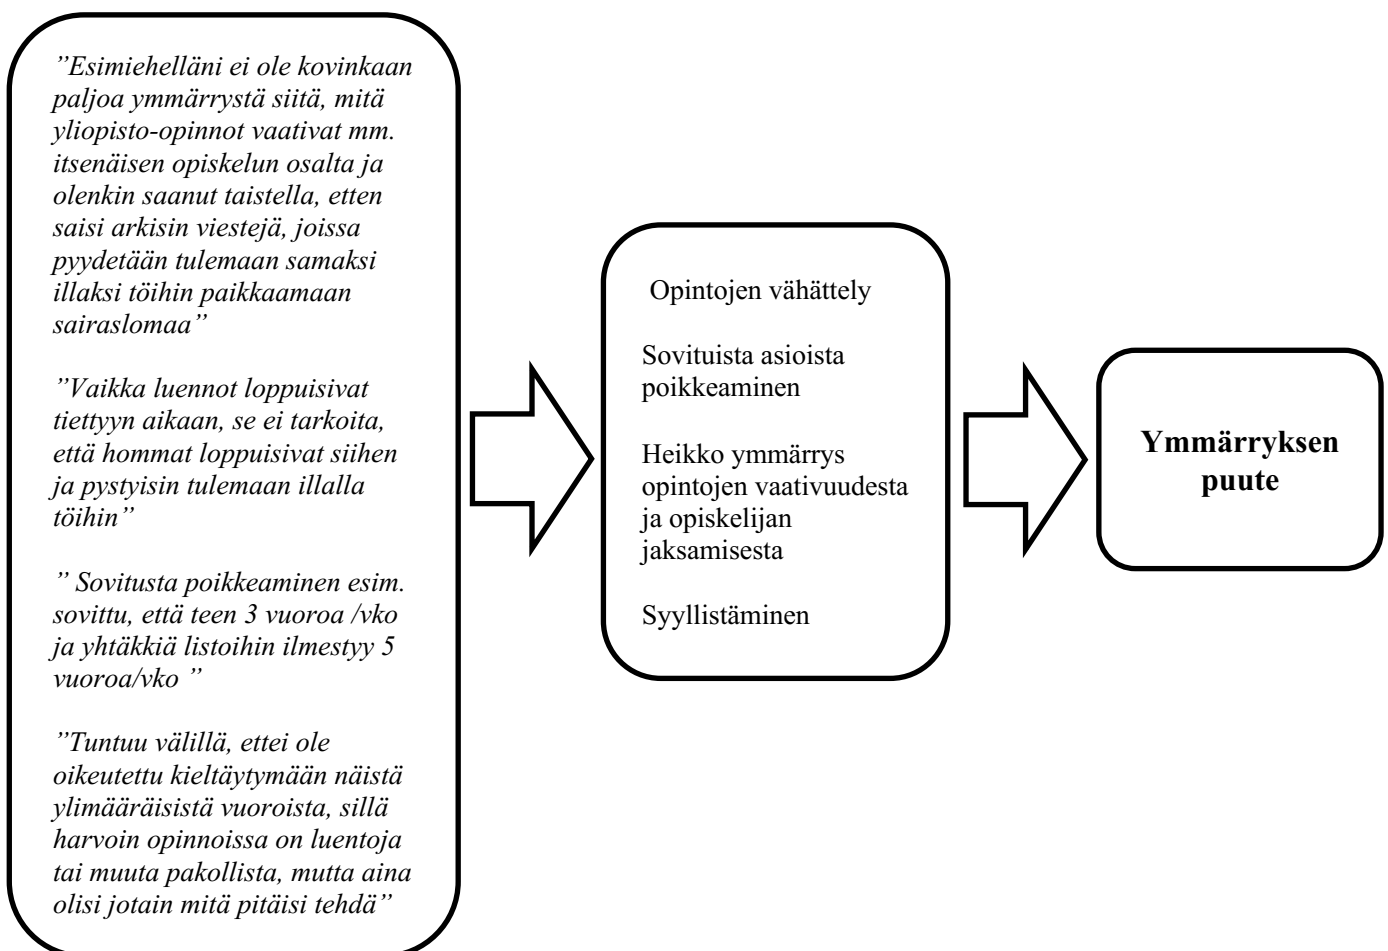 ”Esimiehelläni ei ole kovinkaan
paljoa ymmärrystä siitä, mitä
yliopisto-opinnot vaativat mm.
itsenäisen opiskelun osalta ja
olenkin saanut taistella, etten
saisi arkisin viestejä, joissa
pyydetään tulemaan samaksi
illaksi töihin paikkaamaan
sairaslomaa”
”Vaikka luennot loppuisivat
tiettyyn aikaan, se ei tarkoita,
että hommat loppuisivat siihen
ja pystyisin tulemaan illalla
töihin”
” Sovitusta poikkeaminen esim.
sovittu, että teen 3 vuoroa /vko
ja yhtäkkiä listoihin ilmestyy 5
vuoroa/vko ”
”Tuntuu välillä, ettei ole
oikeutettu kieltäytymään näistä
ylimääräisistä vuoroista, sillä
harvoin opinnoissa on luentoja
tai muuta pakollista, mutta aina
olisi jotain mitä pitäisi tehdä”
Opintojen vähättely
Sovituista asioista
poikkeaminen
Heikko ymmärrys
opintojen vaativuudesta
ja opiskelijan
jaksamisesta
Syyllistäminen
Ymmärryksen
puute